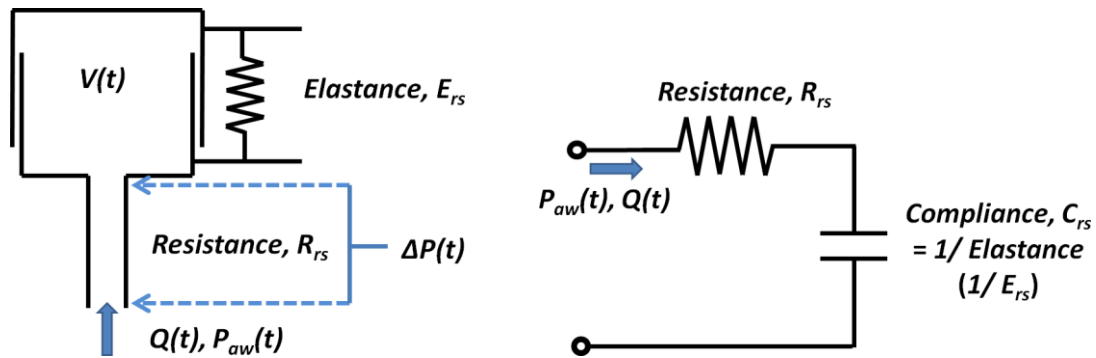 V(t)
Elastance, Ers
Resistance, Rrs
ΔP(t)
Q(t), Paw(t)
Resistance, Rrs
Paw(t), Q(t)
Compliance, Crs
= 1/ Elastance
(1/ Ers)